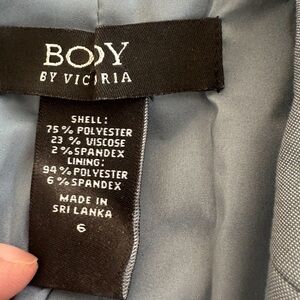 BODY
BY VICTORIA
SHELL:
75% POLYESTER
23% VISCOSE
2% SPANDEX
LINING:
94% POLYESTER
6% SPANDEX
MADE IN
SRI LANKA
6